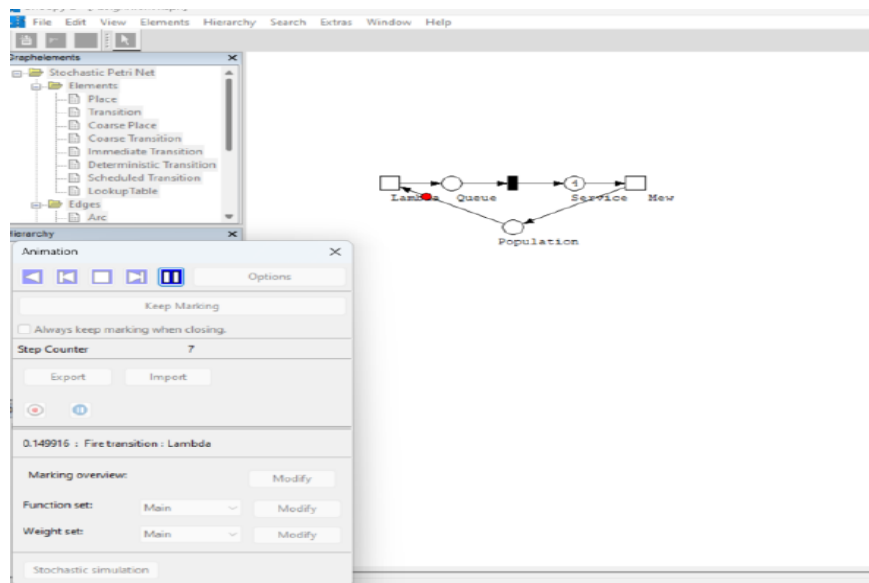 File Edit View Elements Hierarchy Search Extras Window Help
Graphelements
Stochastic Petri Net
Elements
Place
Transition
Coarse Place
Coarse Transition
Immediate Transition
Deterministic Transition
Scheduled Transition
LookupTable
Edges
Arc
Hierarchy
Animation
Options
Keep Marking
Always keep marking when closing.
Step Counter 7
Export Import
0.149916 : Fire transition : Lambda
Marking overview: Modify
Function set: Main Modify
Weight set: Main Modify
Stochastic simulation
Lambda Queue Service
Population